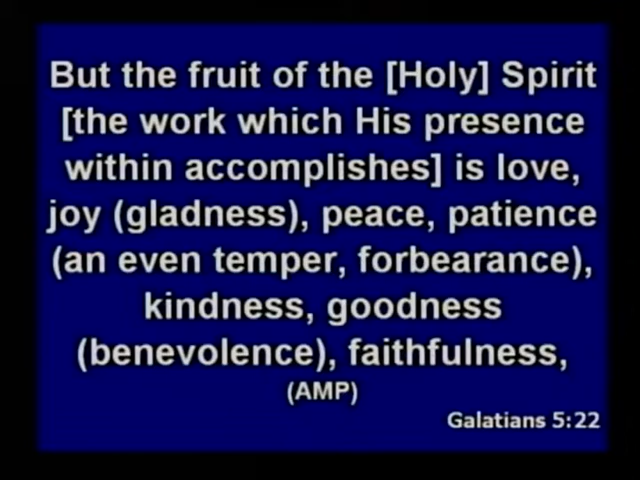 But the fruit of the [Holy] Spirit
[the work which His presence
within accomplishes] is love,
joy (gladness), peace, patience
(an even temper, forbearance),
kindness, goodness
(benevolence), faithfulness,
(AMP)
Galatians 5:22